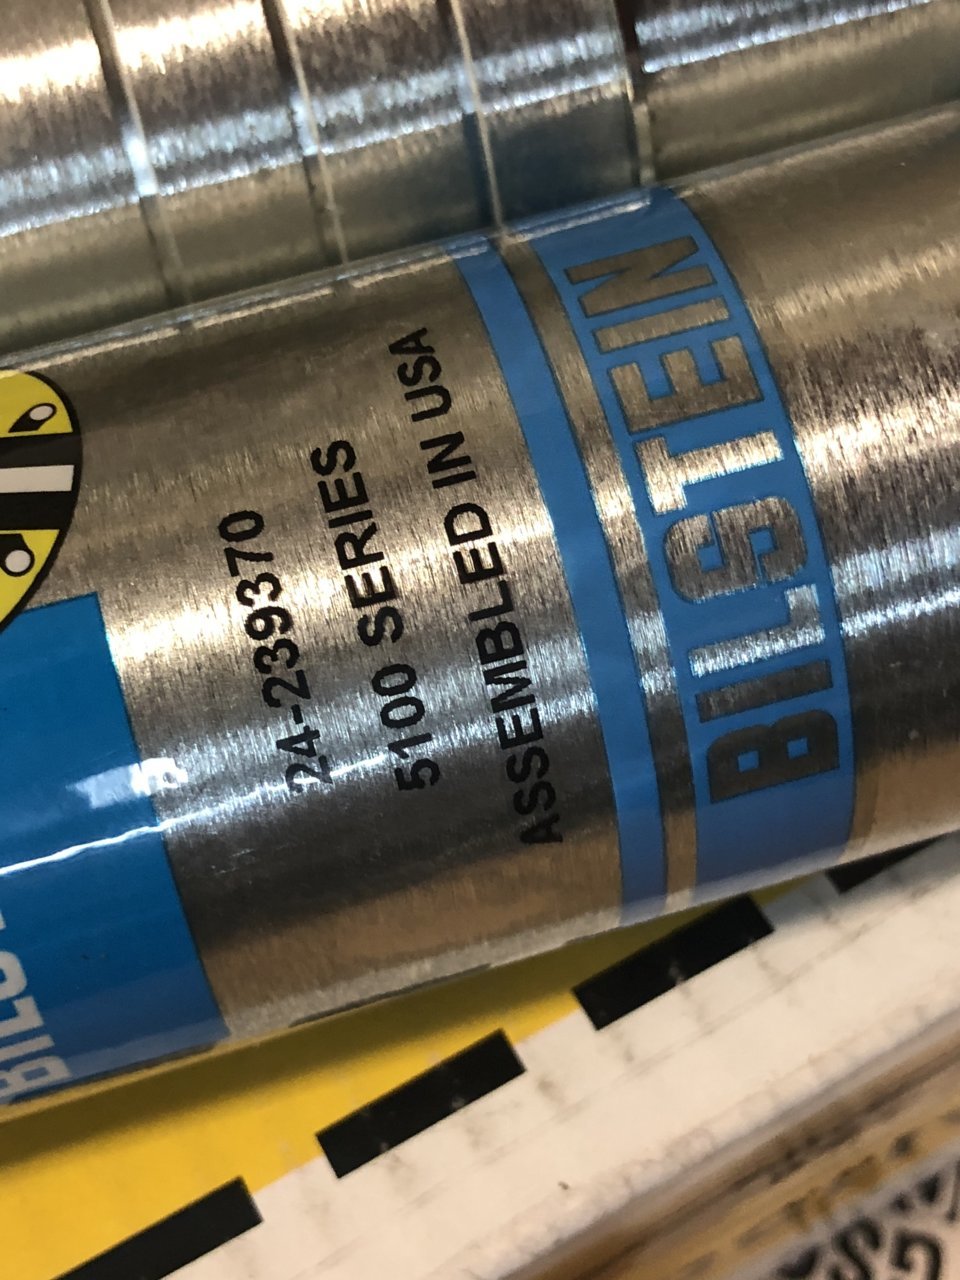 24-239370
5100 SERIES
ASSEMBLED IN USA
BILSTEIN